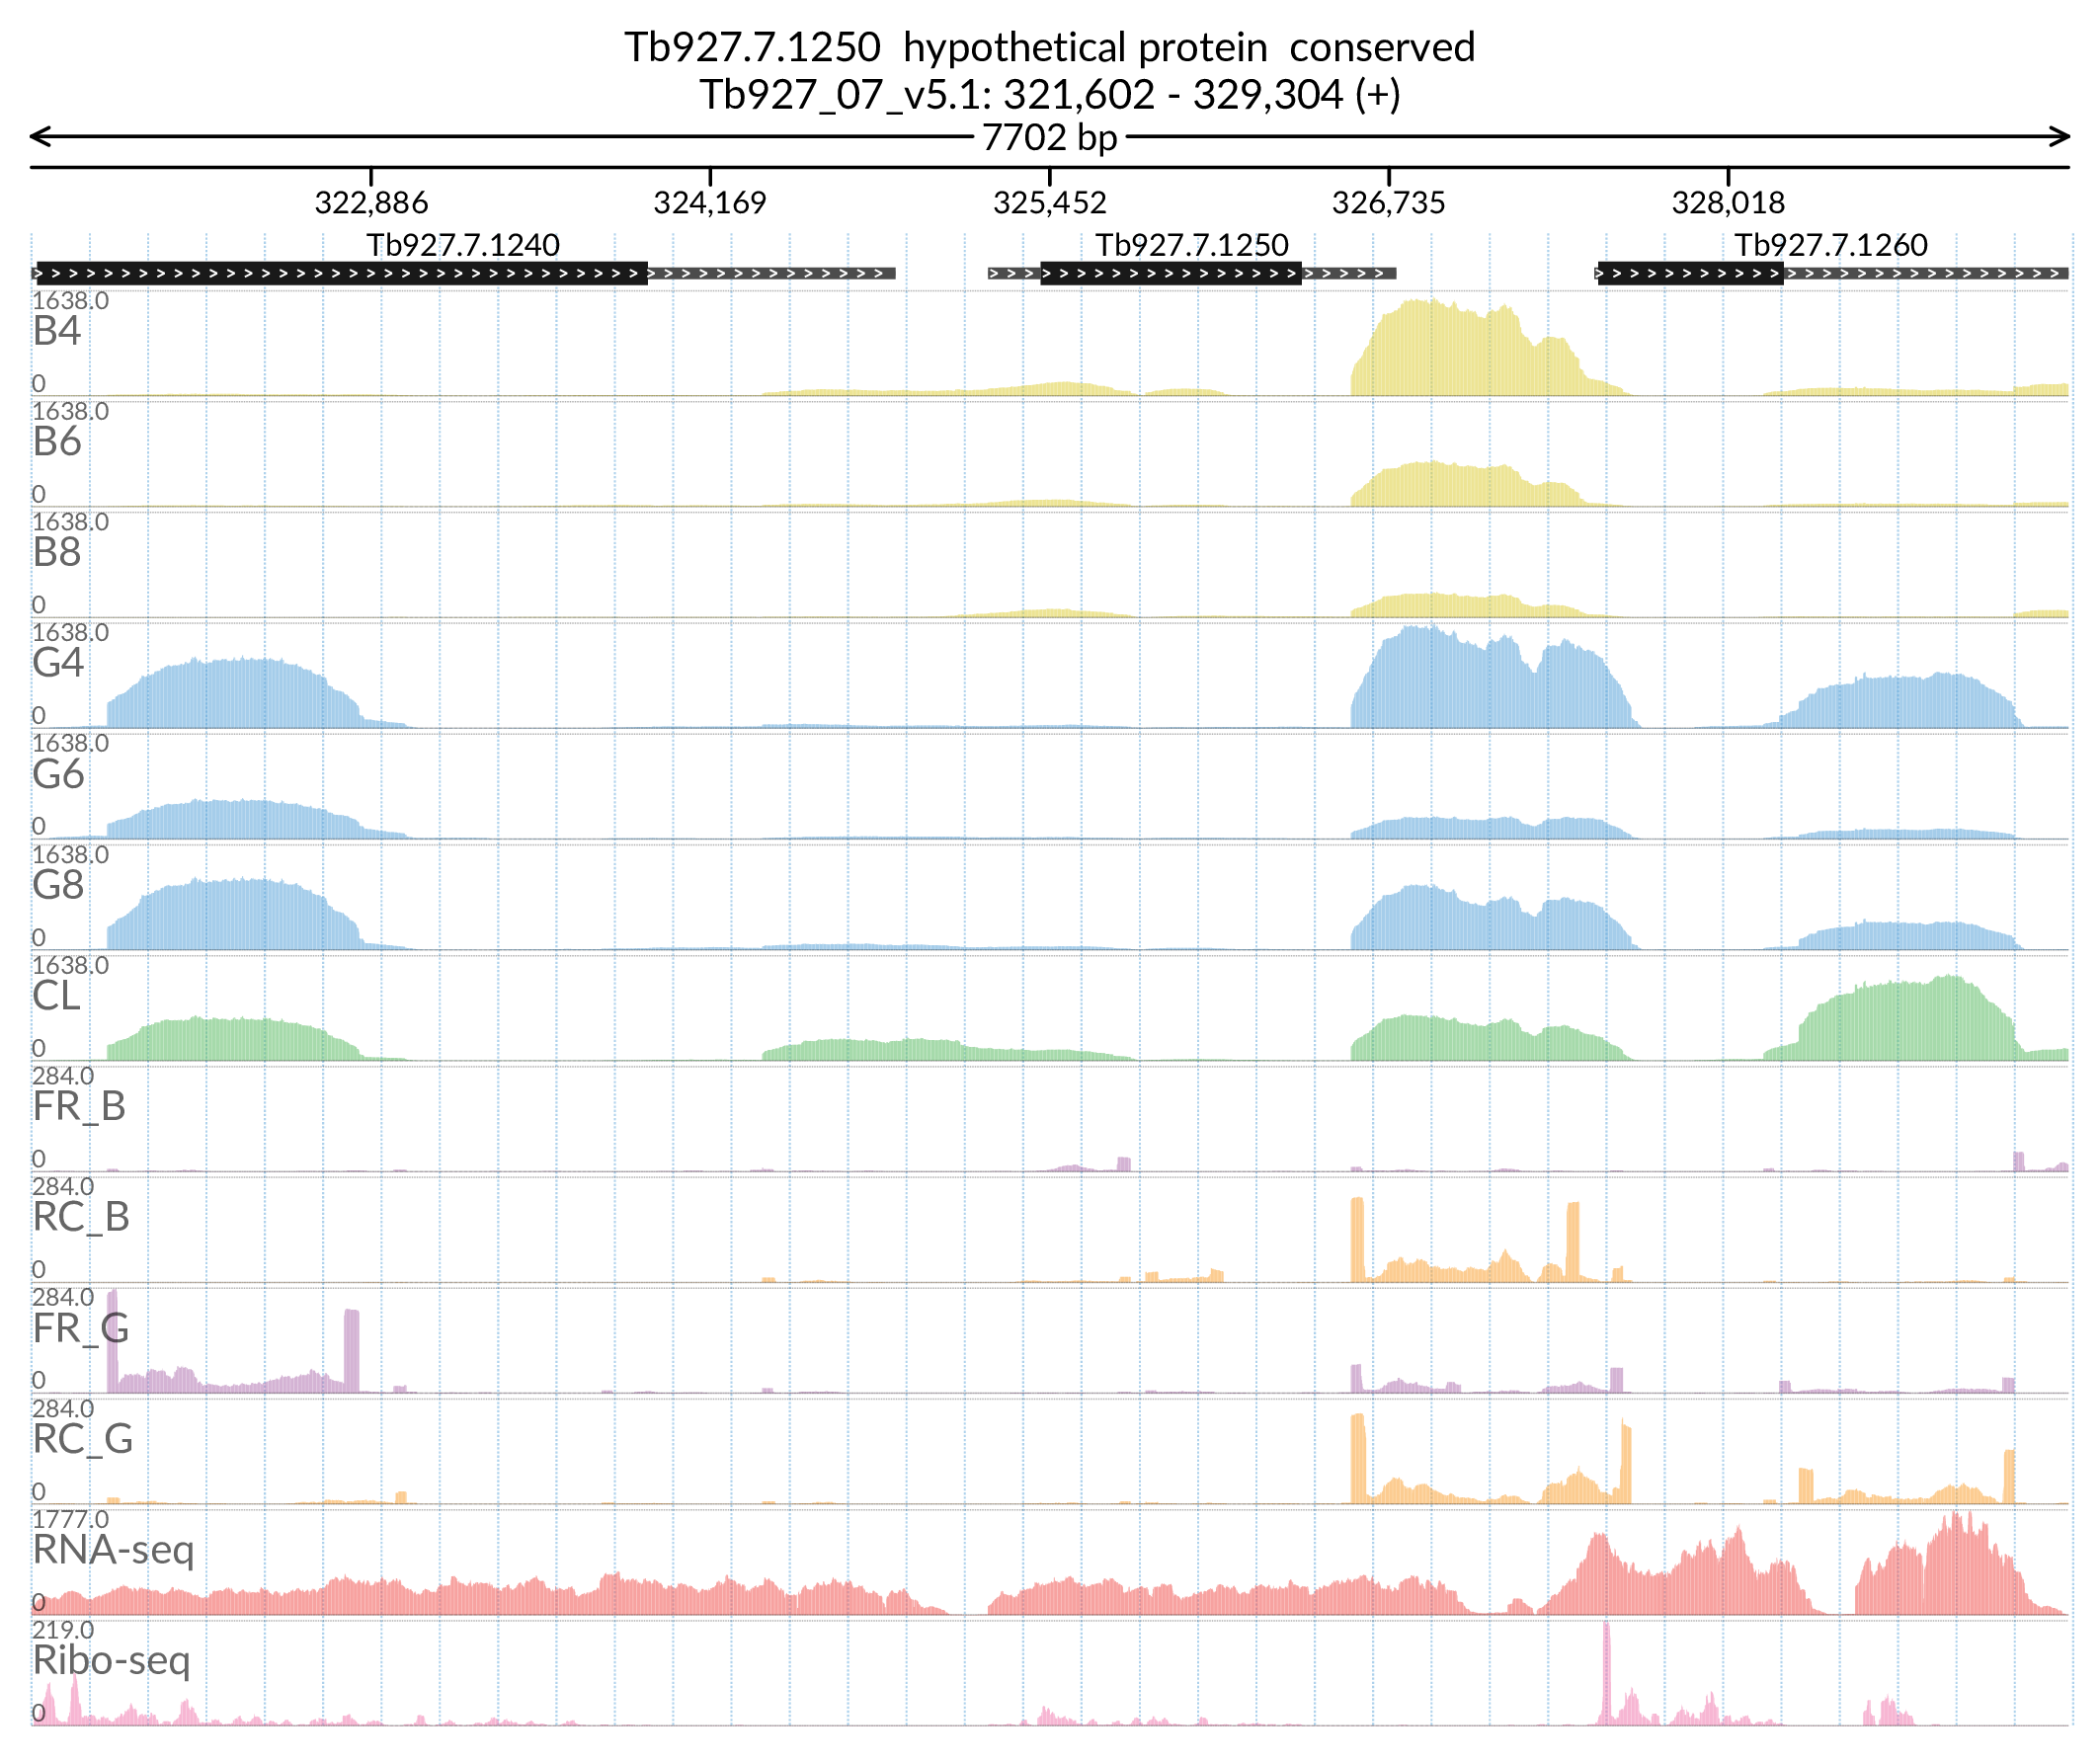 Tb927.7.1250 hypothetical protein conserved
Tb927_07_v5.1: 321,602 - 329,304 (+)
7702 bp
322,886 324,169 325,452 326,735 328,018
Tb927.7.1240 Tb927.7.1250 Tb927.7.1260
1638.0
B4
0
1638.0
B6
0
1638.0
B8
0
1638.0
G4
0
1638.0
G6
0
1638.0
G8
0
1638.0
CL
0
284.0
FR_B
0
284.0
RC_B
0
284.0
FR_G
0
284.0
RC_G
0
1777.0
RNA-seq
0
219.0
Ribo-seq
0